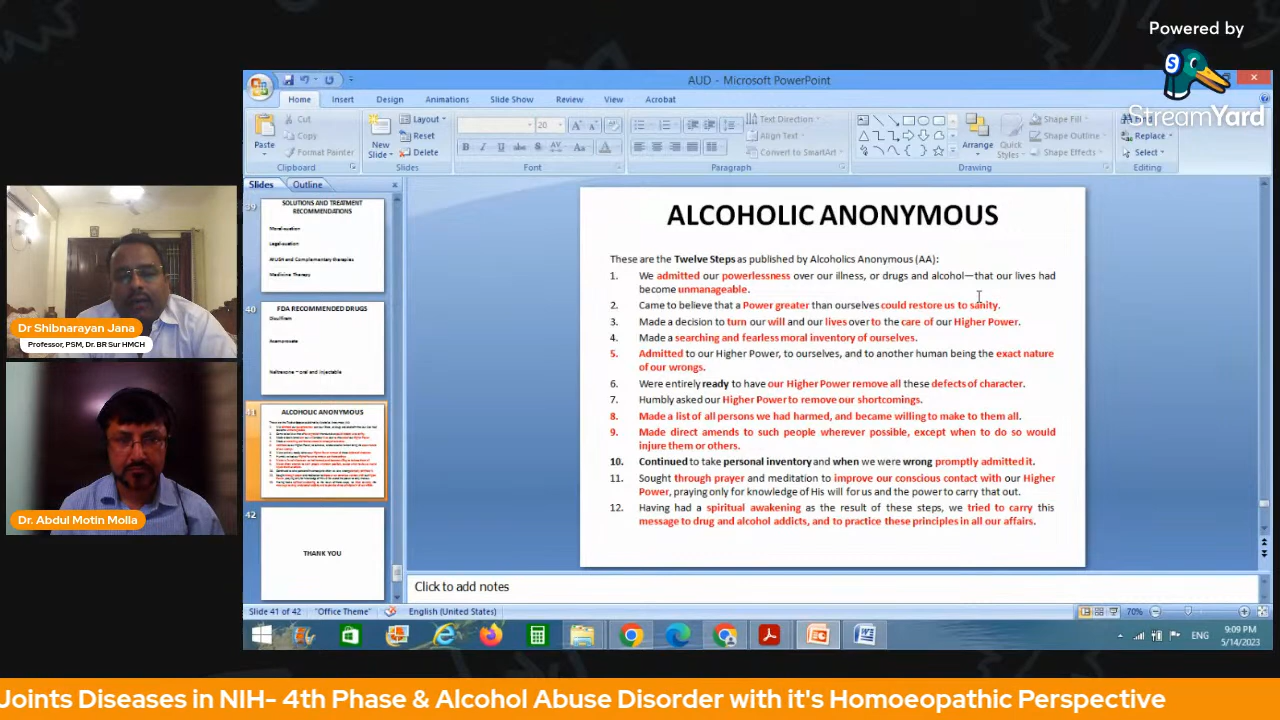 Powered by
StreamYard
AUD - Microsoft PowerPoint
Home Insert Design Animations Slide Show Review View Acrobat
Paste
Cut
Copy
Format Painter
Clipboard
New Slide
Layout
Reset
Delete
Slides
20
Font
Text Direction
Align Text
Convert to SmartArt
Paragraph
Arrange
Quick Styles
Shape Fill
Shape Outline
Shape Effects
Drawing
Replace
Select
Editing
Slides Outline
39
SOLUTIONS AND TREATMENT
RECOMMENDATIONS
Medicine Therapy
40
FDA RECOMMENDED DRUGS
Disulfiram
Naltrexone – oral and injectable
41
ALCOHOLIC ANONYMOUS
42
THANK YOU
ALCOHOLIC ANONYMOUS
These are the Twelve Steps as published by Alcoholics Anonymous (AA):
1. We admitted our powerlessness over our illness, or drugs and alcohol—that our lives had
become unmanageable.
2. Came to believe that a Power greater than ourselves could restore us to sanity.
3. Made a decision to turn our will and our lives over to the care of our Higher Power.
4. Made a searching and fearless moral inventory of ourselves.
5. Admitted to our Higher Power, to ourselves, and to another human being the exact nature
of our wrongs.
6. Were entirely ready to have our Higher Power remove all these defects of character.
7. Humbly asked our Higher Power to remove our shortcomings.
8. Made a list of all persons we had harmed, and became willing to make to them all.
9. Made direct amends to such people wherever possible, except when to do so would
injure them or others.
10. Continued to take personal inventory and when we were wrong promptly admitted it.
11. Sought through prayer and meditation to improve our conscious contact with our Higher
Power, praying only for knowledge of His will for us and the power to carry that out.
12. Having had a spiritual awakening as the result of these steps, we tried to carry this
message to drug and alcohol addicts, and to practice these principles in all our affairs.
Click to add notes
Slide 41 of 42 "Office Theme" English (United States) 70%
ENG
9:09 PM
5/14/2023
Dr Shibnarayan Jana
Professor, PSM, Dr. BR Sur HMCH
Dr. Abdul Motin Molla
Joints Diseases in NIH- 4th Phase & Alcohol Abuse Disorder with it's Homoeopathic Perspective